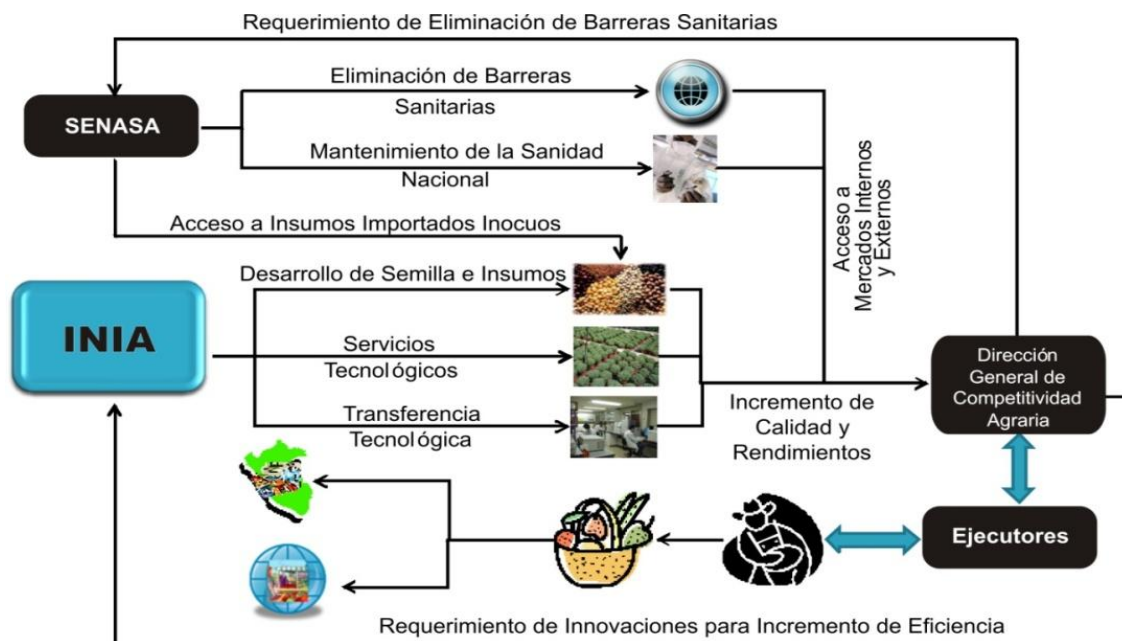 Requerimiento de Eliminación de Barreras Sanitarias
Eliminación de Barreras
Sanitarias
SENASA
Mantenimiento de la Sanidad
Nacional
Acceso a
Mercados Internos
y Externos
Acceso a Insumos Importados Inocuos
Desarrollo de Semilla e Insumos
INIA
Servicios
Tecnológicos
Transferencia
Tecnológica
Incremento de
Calidad y
Rendimientos
Dirección
General de
Competitividad
Agraria
Ejecutores
Requerimiento de Innovaciones para Incremento de Eficiencia